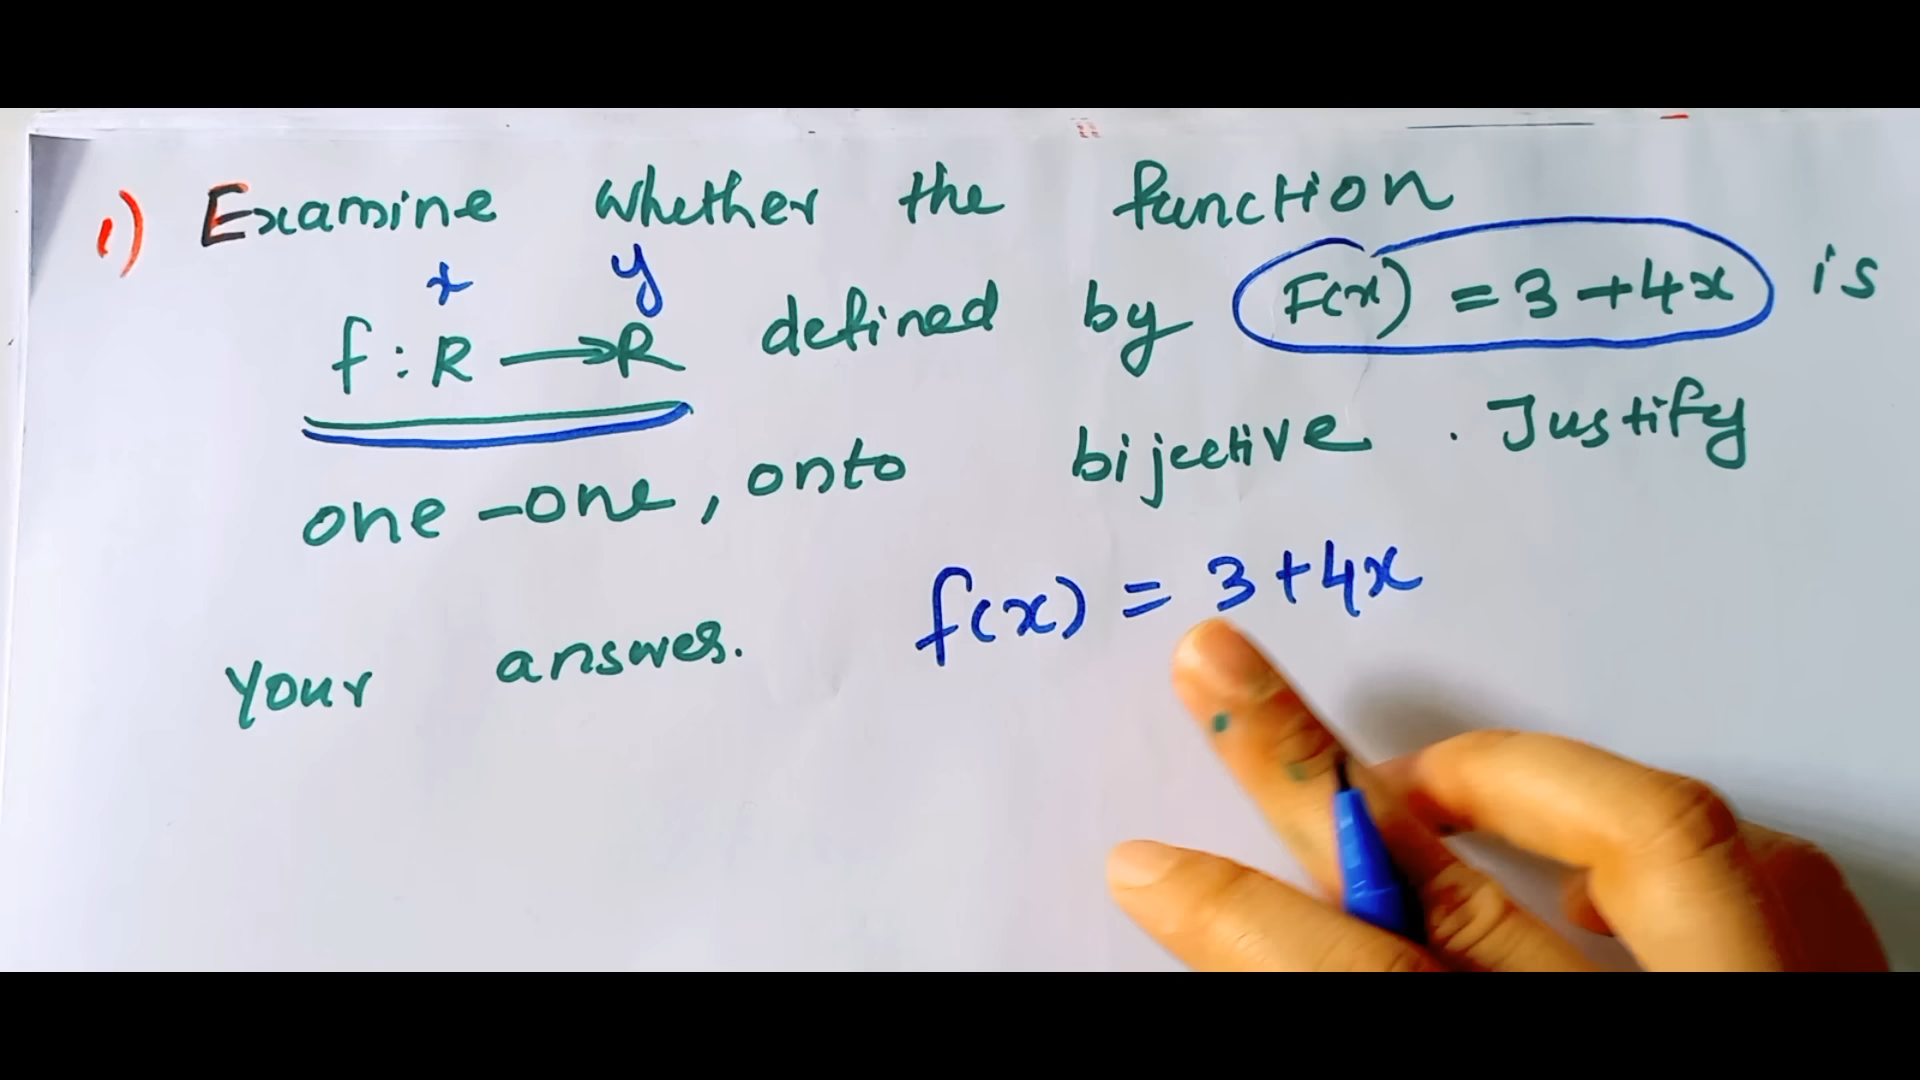 1) Examine whether the function
x y
f : R → R defined by F(x) = 3 + 4x is
one-one, onto bijective . Justify
Your answer. f(x) = 3 + 4x